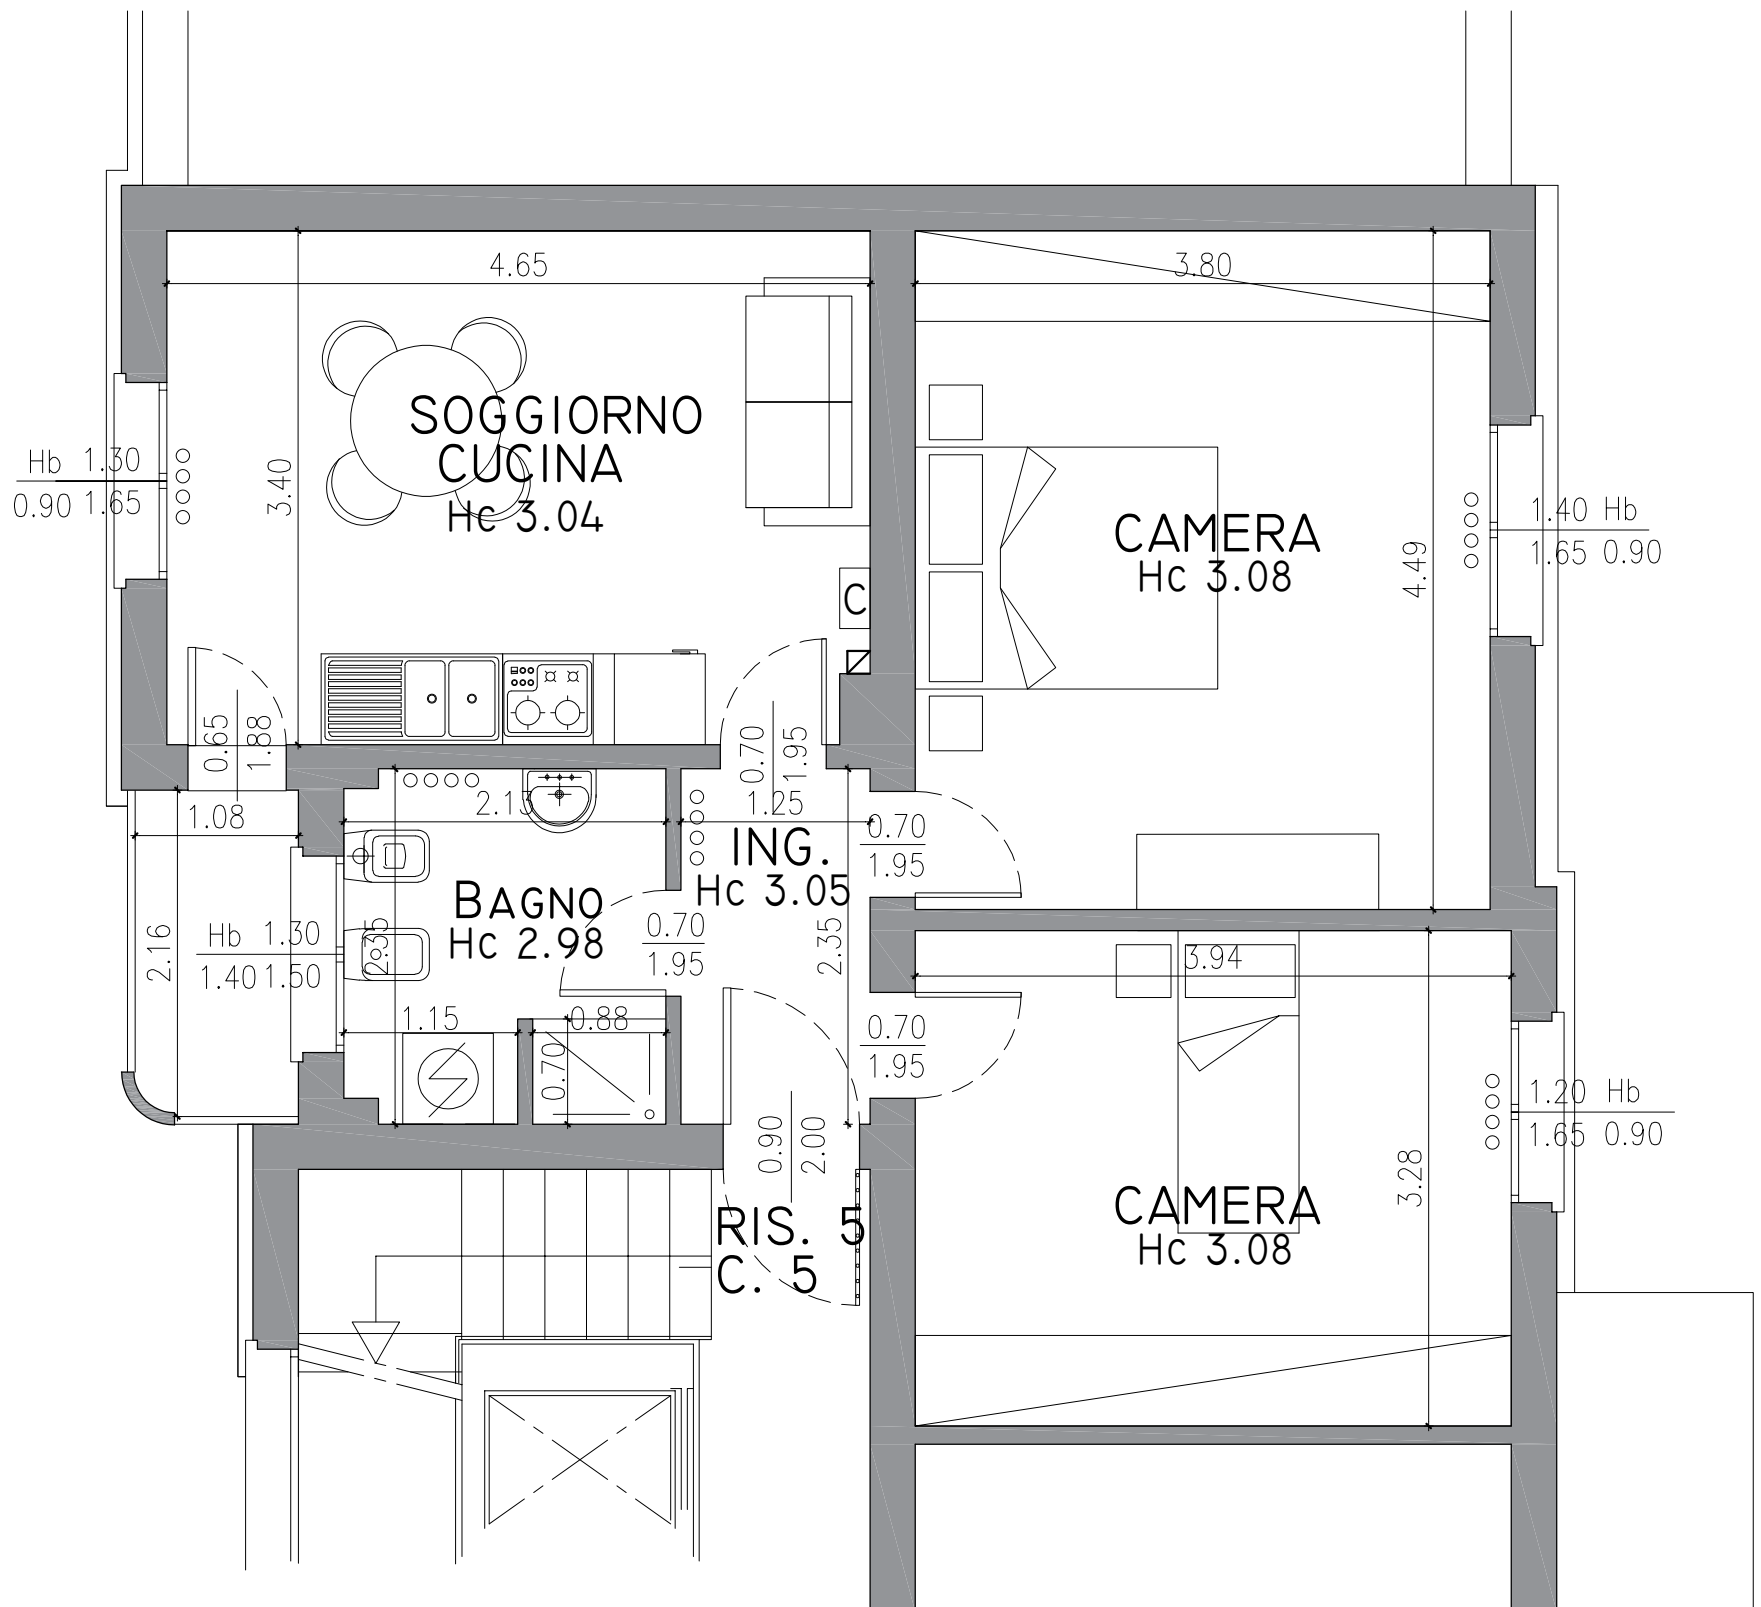 4.65
3.80
SOGGIORNO
CUCINA
Hc 3.04
3.40
Hb 1.30
0.90 1.65
CAMERA
Hc 3.08
4.49
1.40 Hb
1.65 0.90
C
0.65
1.88
0.70
1.95
1.08
2.13
1.25
0.70
1.95
ING.
Hc 3.05
BAGNO
Hc 2.98
2.16
Hb 1.30
1.40 1.50
2.35
0.70
1.95
2.35
3.94
1.15
0.88
0.70
0.70
1.95
0.90
2.00
1.20 Hb
1.65 0.90
3.28
CAMERA
Hc 3.08
RIS. 5
C. 5